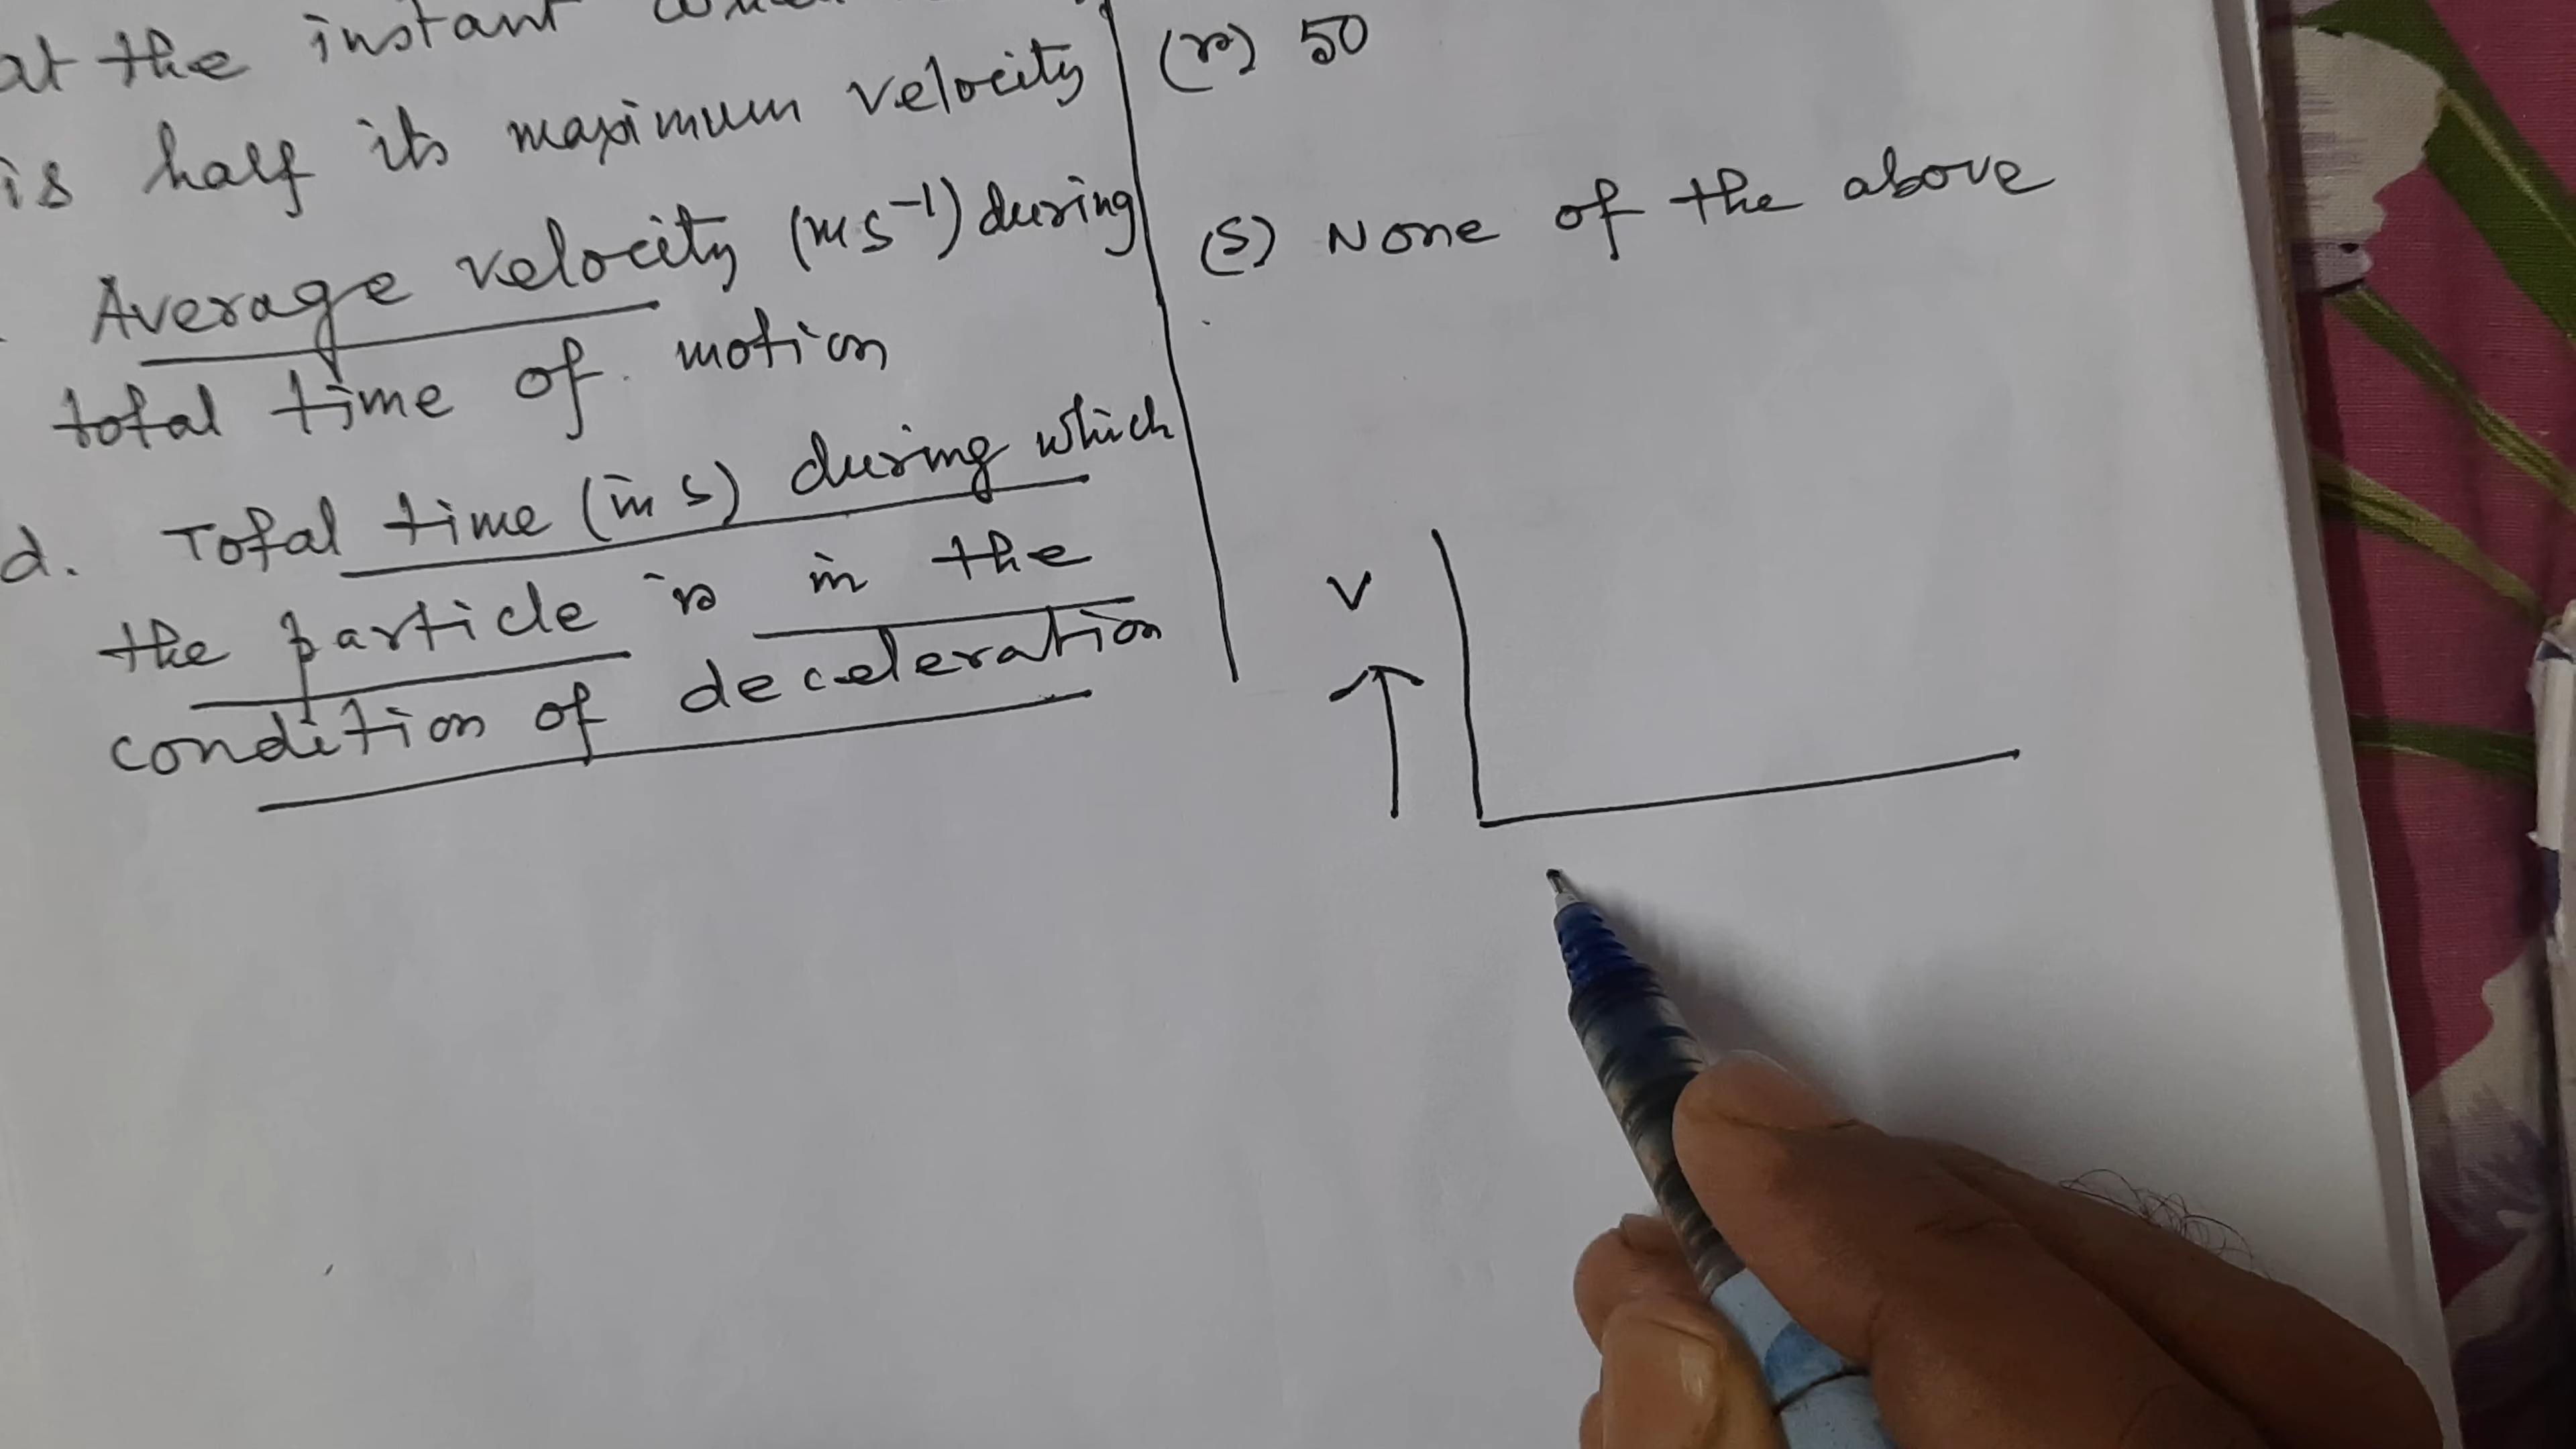 at the instant
is half its maximum velocity
Average velocity (ms⁻¹) during
total time of motion
d. Total time (in s) during which
the particle is in the
condition of deceleration
(r) 50
(s) None of the above
V